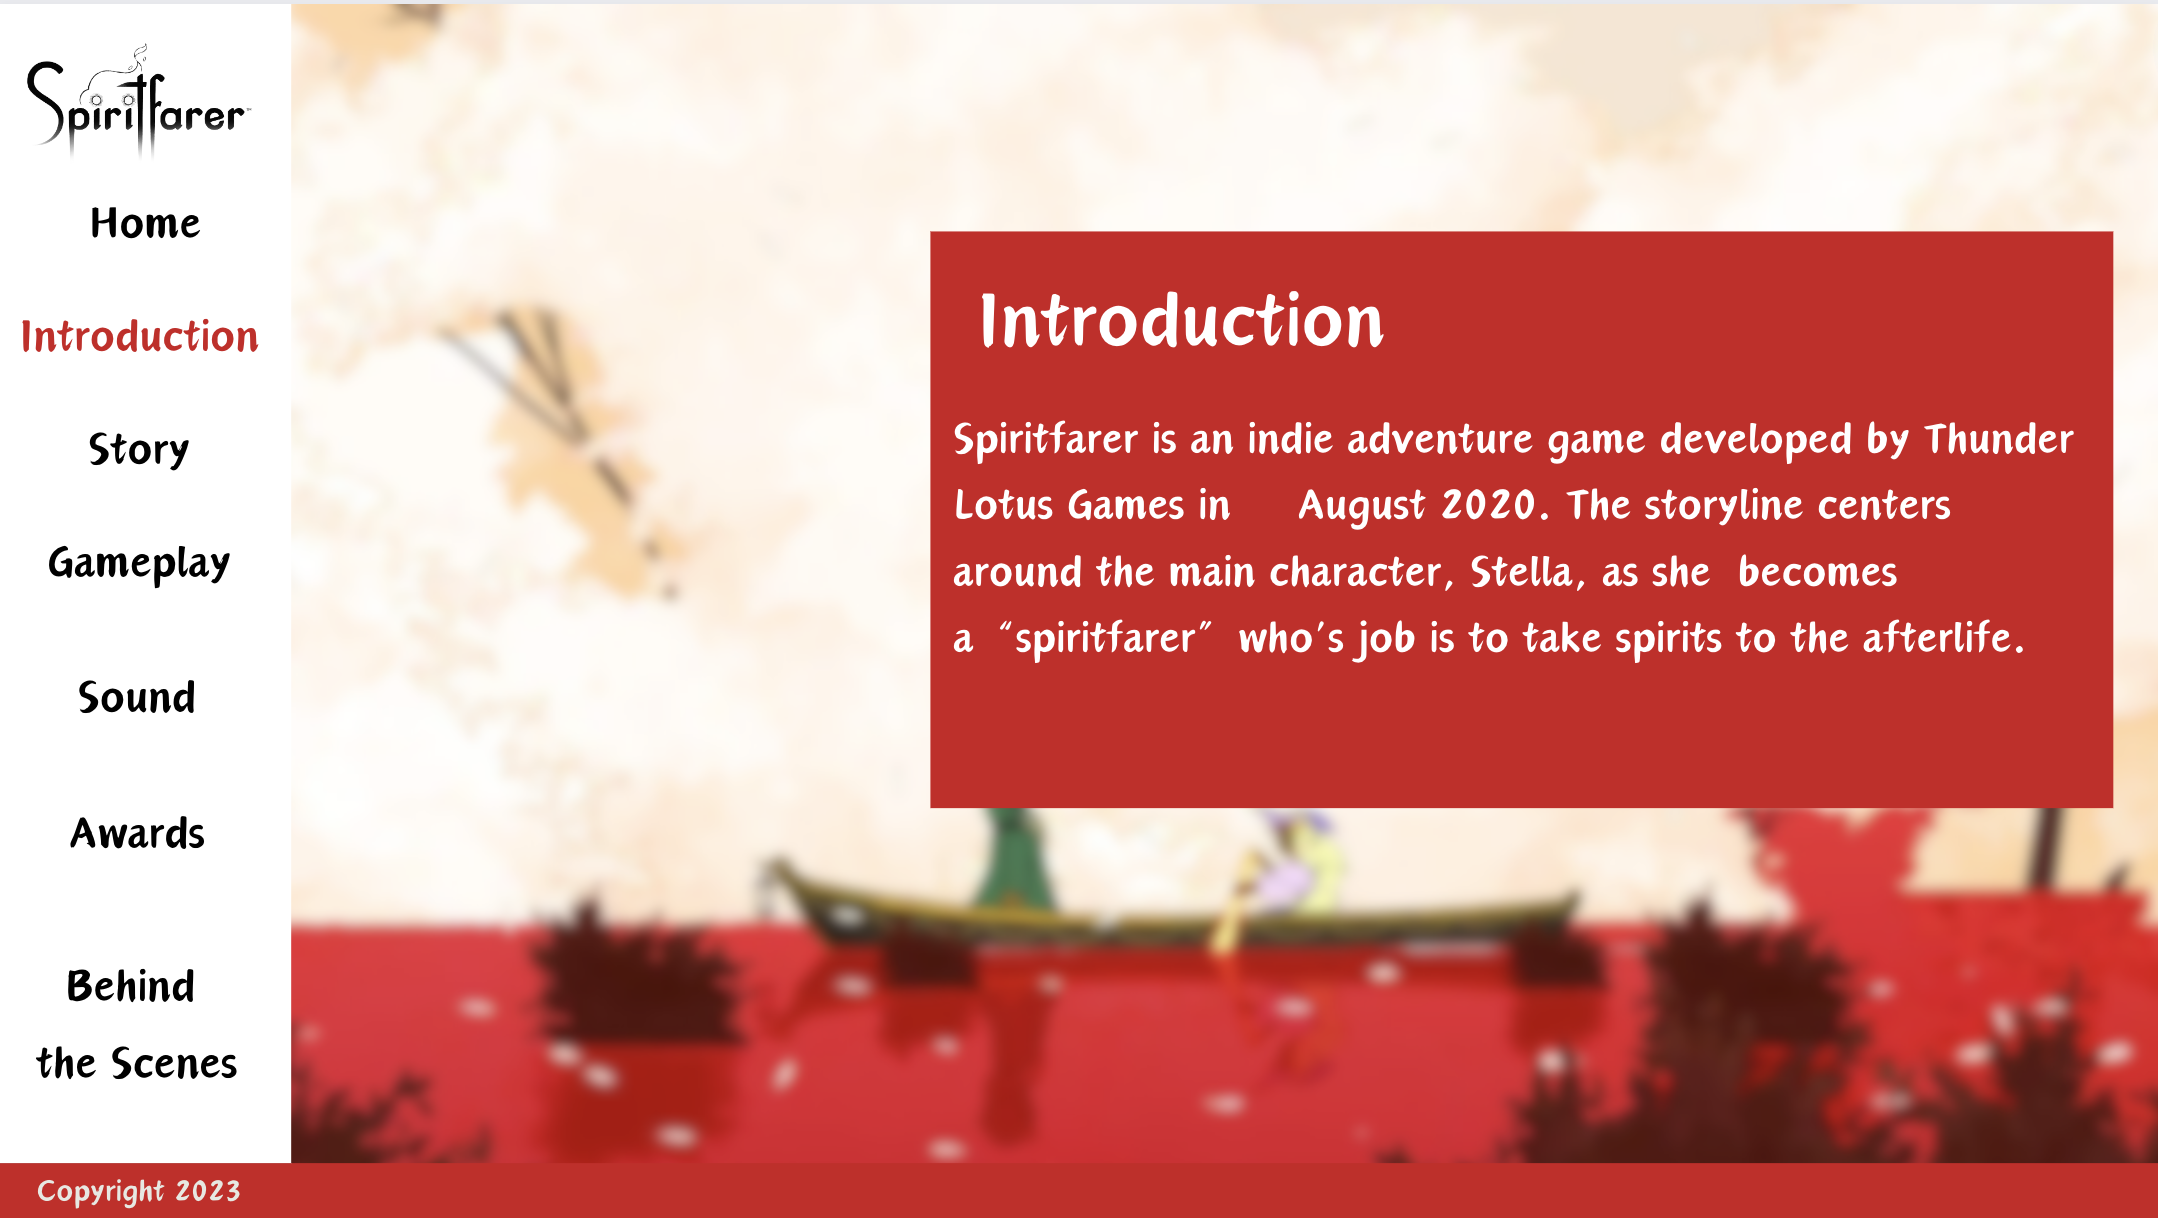 Spiritfarer
Home
Introduction
Story
Gameplay
Sound
Awards
Behind
the Scenes
Introduction
Spiritfarer is an indie adventure game developed by Thunder
Lotus Games in August 2020. The storyline centers
around the main character, Stella, as she becomes
a “spiritfarer” who’s job is to take spirits to the afterlife.
Copyright 2023